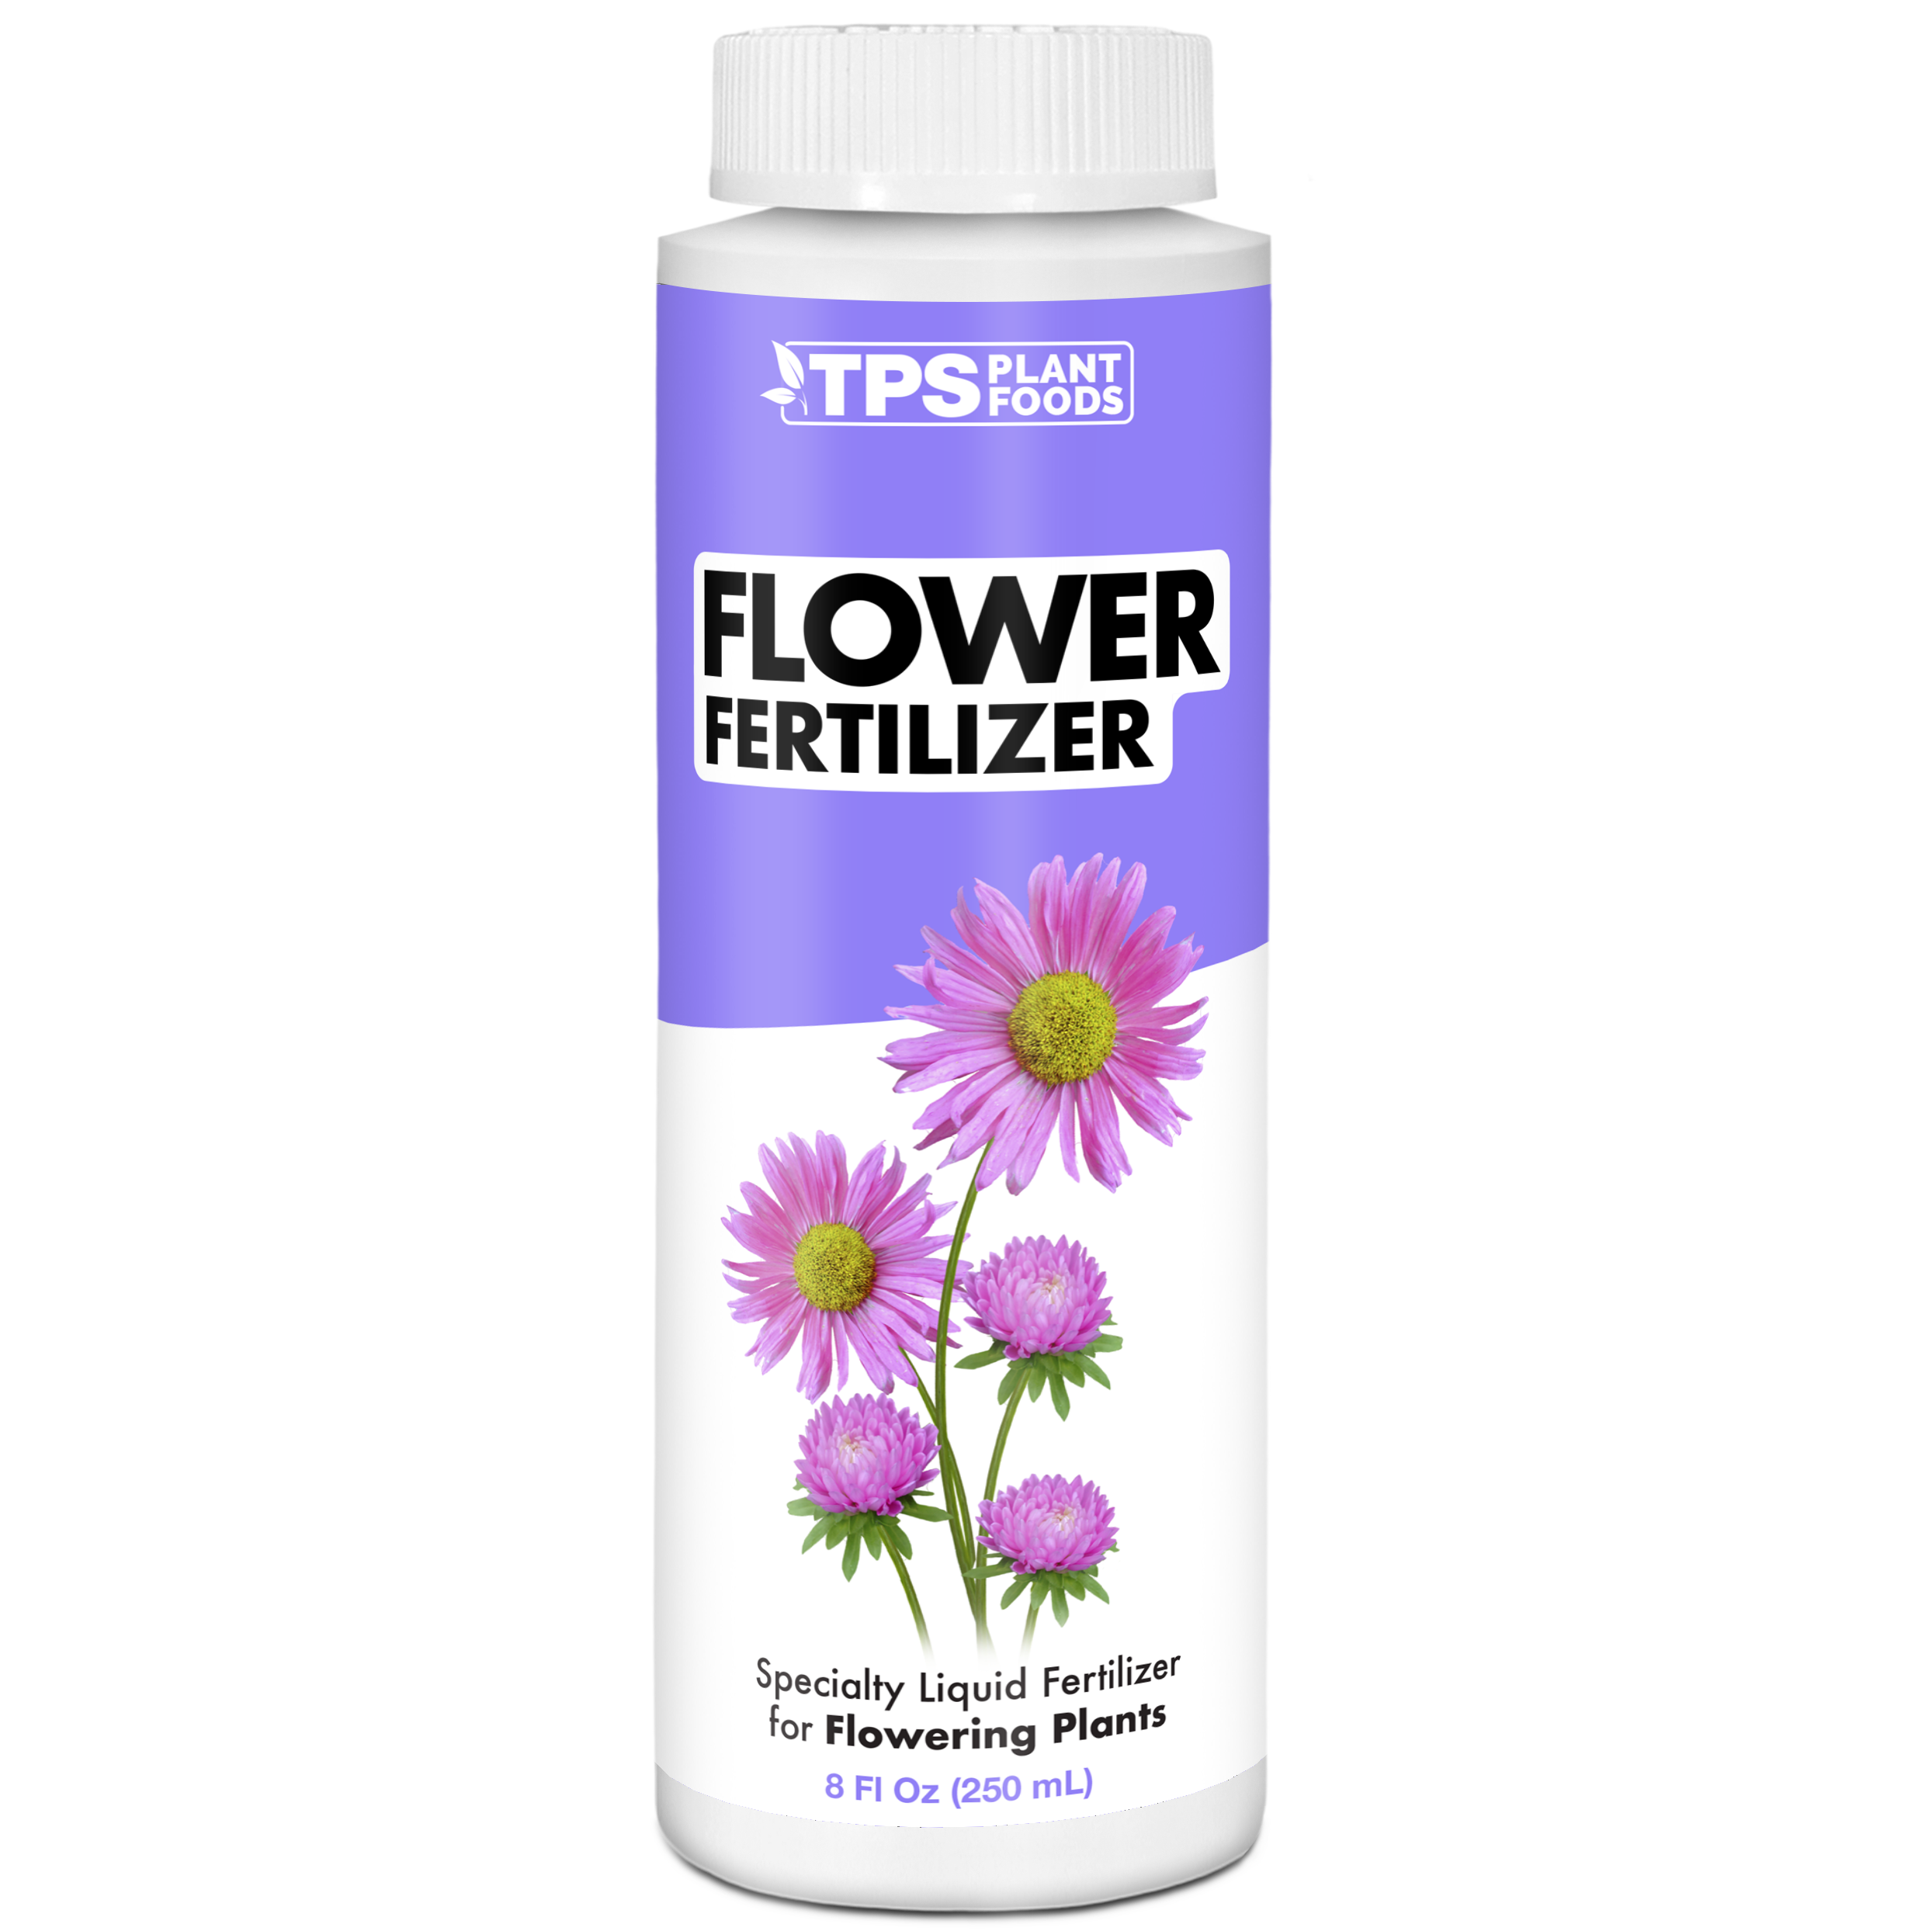 TPS PLANT FOODS
FLOWER
FERTILIZER
Specialty Liquid Fertilizer
for Flowering Plants
8 Fl Oz (250 mL)